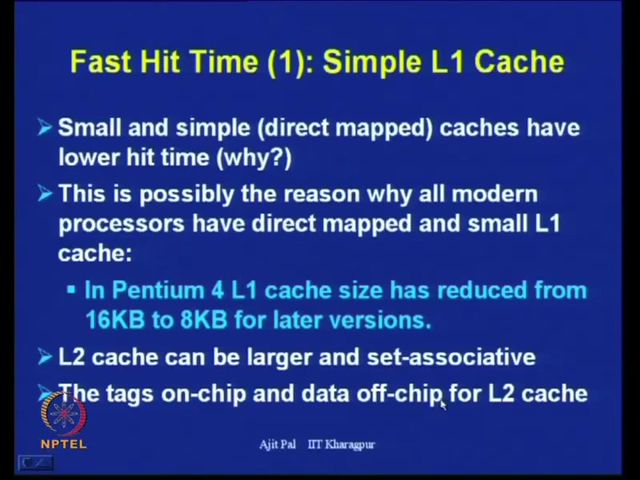 Fast Hit Time (1): Simple L1 Cache
Small and simple (direct mapped) caches have
lower hit time (why?)
This is possibly the reason why all modern
processors have direct mapped and small L1
cache:
In Pentium 4 L1 cache size has reduced from
16KB to 8KB for later versions.
L2 cache can be larger and set-associative
The tags on-chip and data off-chip for L2 cache
NPTEL
Ajit Pal IIT Kharagpur